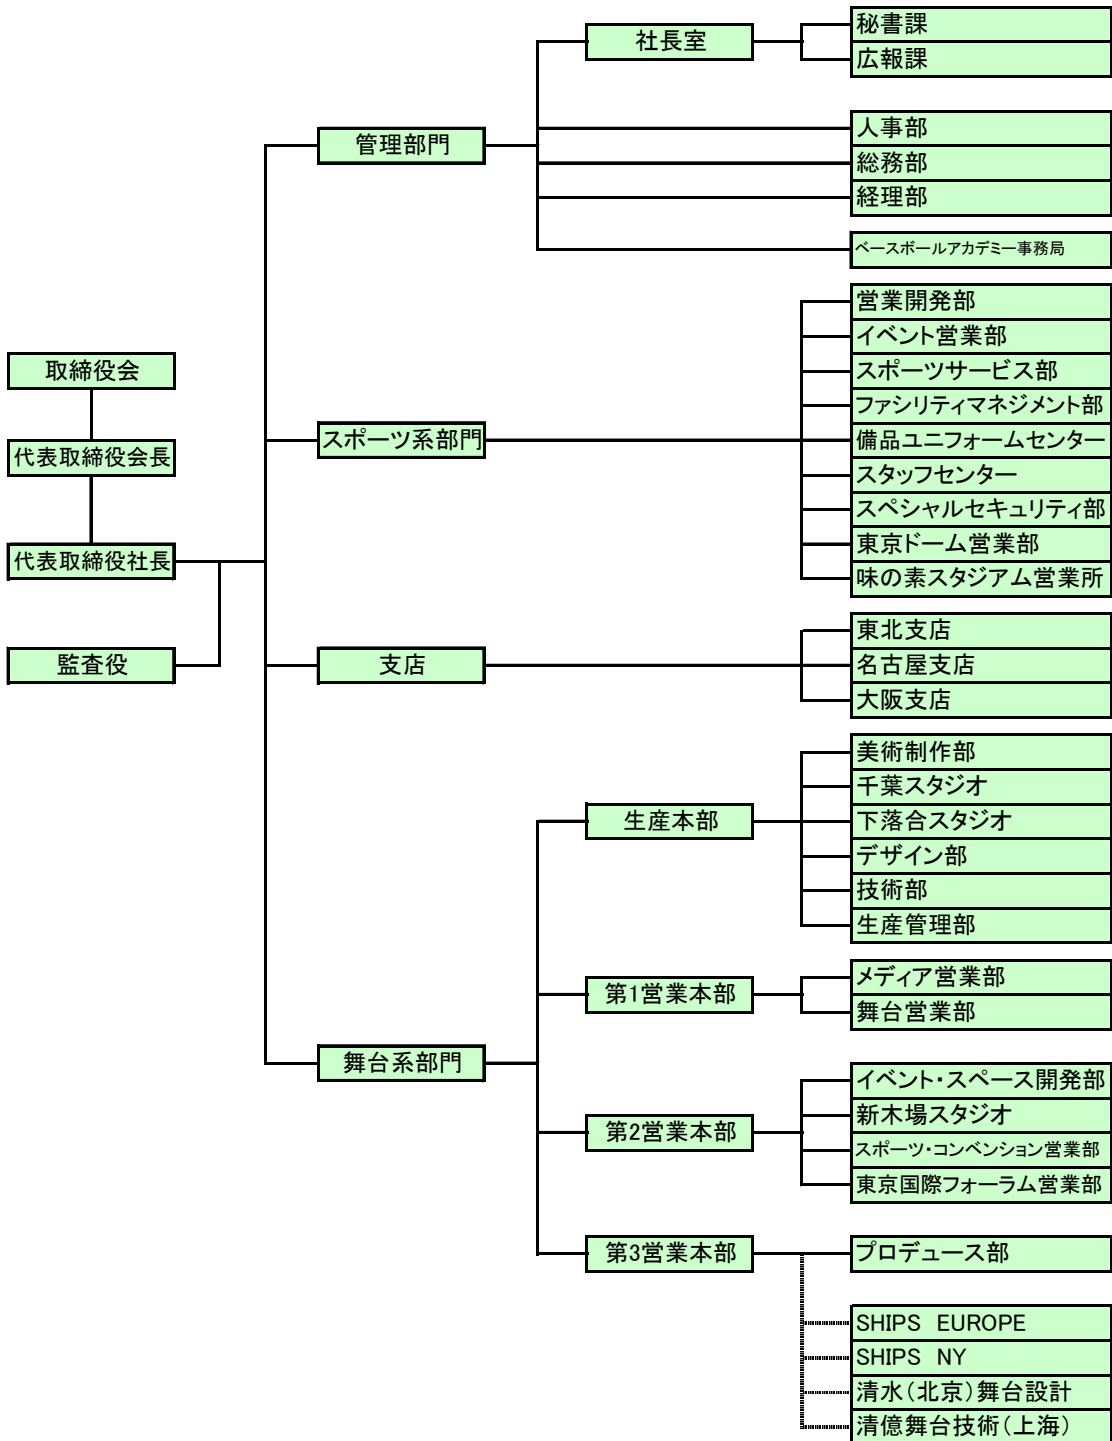 取締役会
代表取締役会長
代表取締役社長
監査役
管理部門
社長室
秘書課
広報課
人事部
総務部
経理部
ベースボールアカデミー事務局
スポーツ系部門
営業開発部
イベント営業部
スポーツサービス部
ファシリティマネジメント部
備品ユニフォームセンター
スタッフセンター
スペシャルセキュリティ部
東京ドーム営業部
味の素スタジアム営業所
支店
東北支店
名古屋支店
大阪支店
舞台系部門
生産本部
美術制作部
千葉スタジオ
下落合スタジオ
デザイン部
技術部
生産管理部
第1営業本部
メディア営業部
舞台営業部
第2営業本部
イベント・スペース開発部
新木場スタジオ
スポーツ・コンベンション営業部
東京国際フォーラム営業部
第3営業本部
プロデュース部
SHIPS　EUROPE
SHIPS　NY
清水（北京）舞台設計
清億舞台技術（上海）